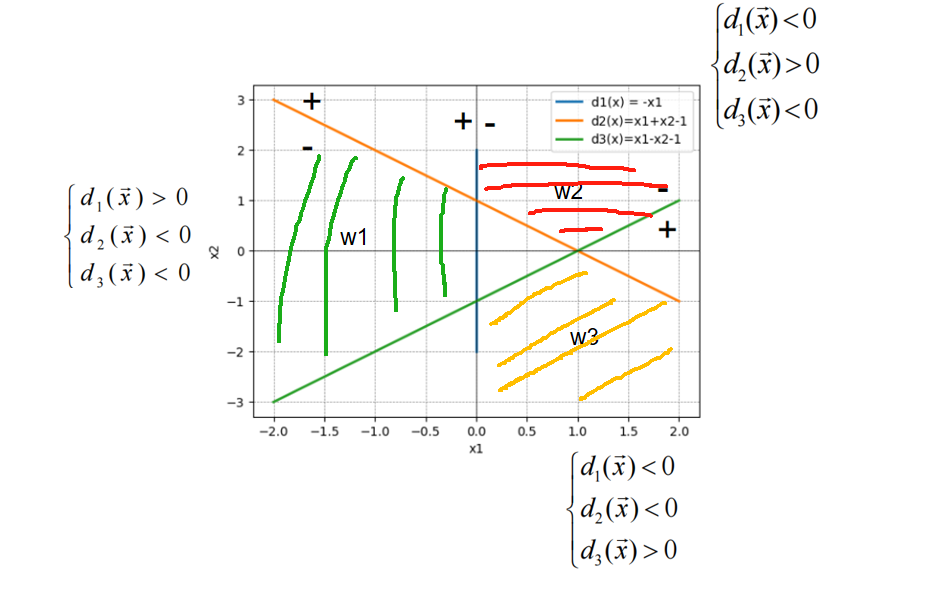 d₁(x⃗)<0
d₂(x⃗)>0
d₃(x⃗)<0
d₁(x⃗) > 0
d₂(x⃗) < 0
d₃(x⃗) < 0
+
-
+ -
d1(x) = -x1
d2(x)=x1+x2-1
d3(x)=x1-x2-1
w1
w2
-
+
w3
x2
3
2
1
0
−1
−2
−3
−2.0 −1.5 −1.0 −0.5 0.0 0.5 1.0 1.5 2.0
x1
d₁(x⃗)<0
d₂(x⃗)<0
d₃(x⃗)>0